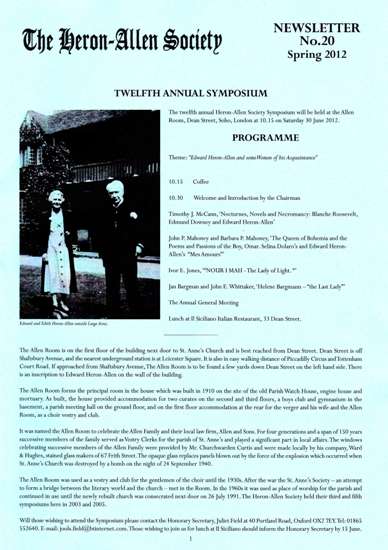 The Heron-Allen Society
NEWSLETTER
No.20
Spring 2012
TWELFTH ANNUAL SYMPOSIUM
The twelfth annual Heron-Allen Society Symposium will be held at the Allen
Room, Dean Street, Soho, London at 10.15 on Saturday 30 June 2012.
PROGRAMME
Theme: "Edward Heron-Allen and some Women of his Acquaintance"
10.15 Coffee
10.30 Welcome and Introduction by the Chairman
Timothy J. McCann, 'Nocturnes, Novels and Necromancy: Blanche Roosevelt,
Edmund Downey and Edward Heron-Allen'
John P. Mahoney and Barbara P. Mahoney, 'The Queen of Bohemia and the
Poems and Passions of the Boy, Omar. Selina Dolaro's and Edward Heron-
Allen's "Mes Amours"'
Ivor E. Jones, '"NOUR I MAH - The Lady of Light."'
Jan Bargman and John E. Whittaker, 'Helene Bargmann – "the Last Lady"'
The Annual General Meeting
Lunch at Il Siciliano Italian Restaurant, 33 Dean Street.
Edward and Edith Heron-Allen outside Large Acres.
The Allen Room is on the first floor of the building next door to St. Anne's Church and is best reached from Dean Street. Dean Street is off
Shaftsbury Avenue, and the nearest underground station is at Leicester Square. It is also in easy walking distance of Piccadilly Circus and Tottenham
Court Road. If approached from Shaftsbury Avenue, The Allen Room is to be found a few yards down Dean Street on the left hand side. There
is an inscription to Edward Heron-Allen on the wall of the building.
The Allen Room forms the principal room in the house which was built in 1910 on the site of the old Parish Watch House, engine house and
mortuary. As built, the house provided accommodation for two curates on the second and third floors, a boys club and gymnasium in the
basement, a parish meeting hall on the ground floor, and on the first floor accommodation at the rear for the verger and his wife and the Allen
Room, as a choir vestry and club.
It was named the Allen Room to celebrate the Allen Family and their local law firm, Allen and Sons. For four generations and a span of 150 years
successive members of the family served as Vestry Clerks for the parish of St. Anne's and played a significant part in local affairs. The windows
celebrating successive members of the Allen Family were provided by Mr. Churchwarden Curtis and were made locally by his company, Ward
& Hughes, stained glass makers of 67 Frith Street. The opaque glass replaces panels blown out by the force of the explosion which occurred when
St. Anne's Church was destroyed by a bomb on the night of 24 September 1940.
The Allen Room was used as a vestry and club for the gentlemen of the choir until the 1930s. After the war the St. Anne's Society – an attempt
to form a bridge between the literary world and the church – met in the Room. In the 1960s it was used as place of worship for the parish and
continued in use until the newly rebuilt church was consecrated next door on 26 July 1991. The Heron-Allen Society held their third and fifth
symposiums here in 2003 and 2005.
Will those wishing to attend the Symposium please contact the Honorary Secretary, Juliet Field at 40 Portland Road, Oxford OX2 7EY. Tel: 01865
552640. E-mail: jools.field@btinternet.com. Those wishing to join us for lunch at Il Siciliano should inform the Honorary Secretary by 15 June.
1